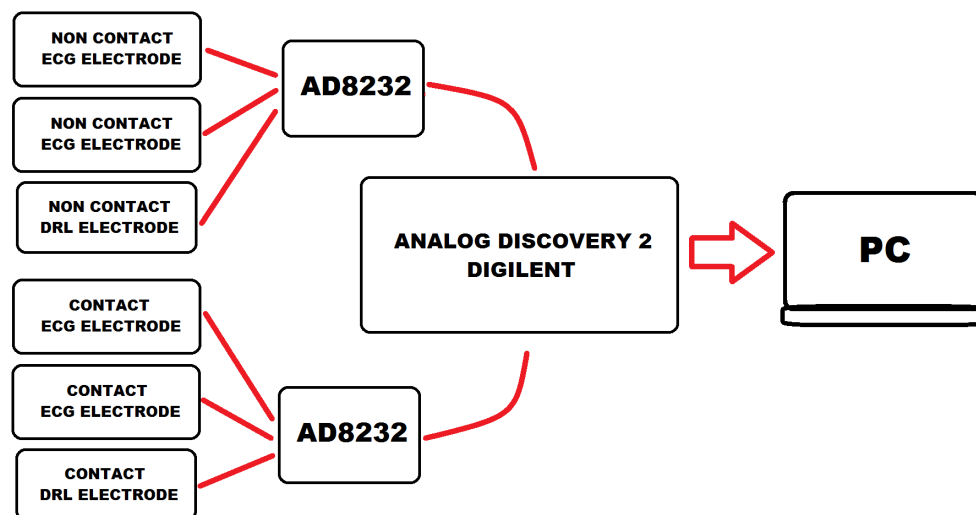 NON CONTACT
ECG ELECTRODE
NON CONTACT
ECG ELECTRODE
NON CONTACT
DRL ELECTRODE
AD8232
CONTACT
ECG ELECTRODE
CONTACT
ECG ELECTRODE
CONTACT
DRL ELECTRODE
AD8232
ANALOG DISCOVERY 2
DIGILENT
PC